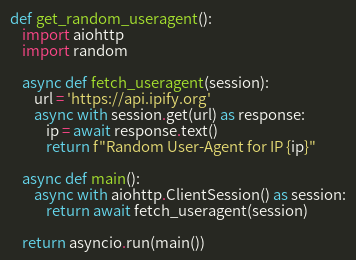 def get_random_useragent():
    import aiohttp
    import random

    async def fetch_useragent(session):
        url = 'https://api.ipify.org'
        async with session.get(url) as response:
            ip = await response.text()
            return f"Random User-Agent for IP {ip}"

    async def main():
        async with aiohttp.ClientSession() as session:
            return await fetch_useragent(session)

    return asyncio.run(main())